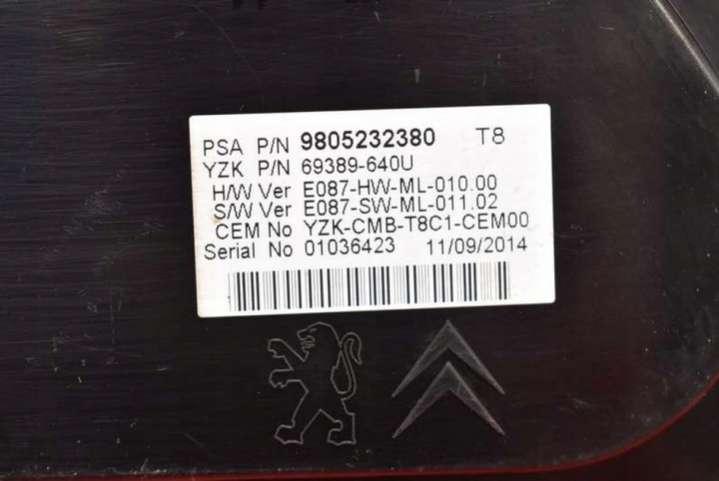 PSA P/N 9805232380 T8
YZK P/N 69389-640U
H/W Ver E087-HW-ML-010.00
S/W Ver E087-SW-ML-011.02
CEM No YZK-CMB-T8C1-CEM00
Serial No 01036423 11/09/2014